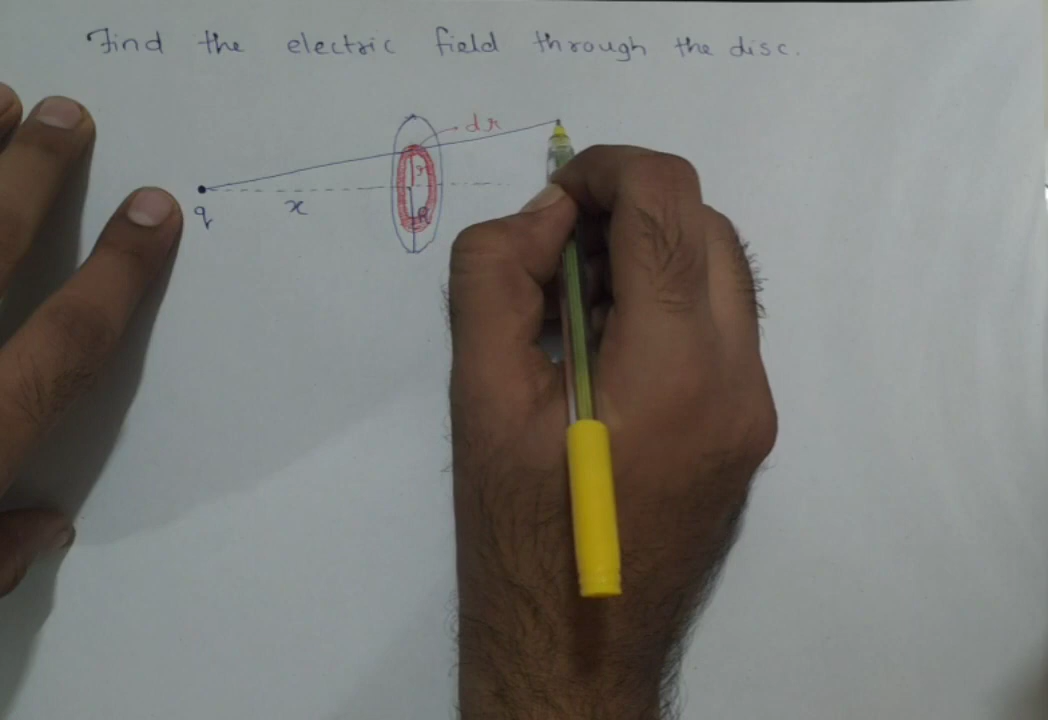 Find the electric field through the disc.
dr
r
q
x
R